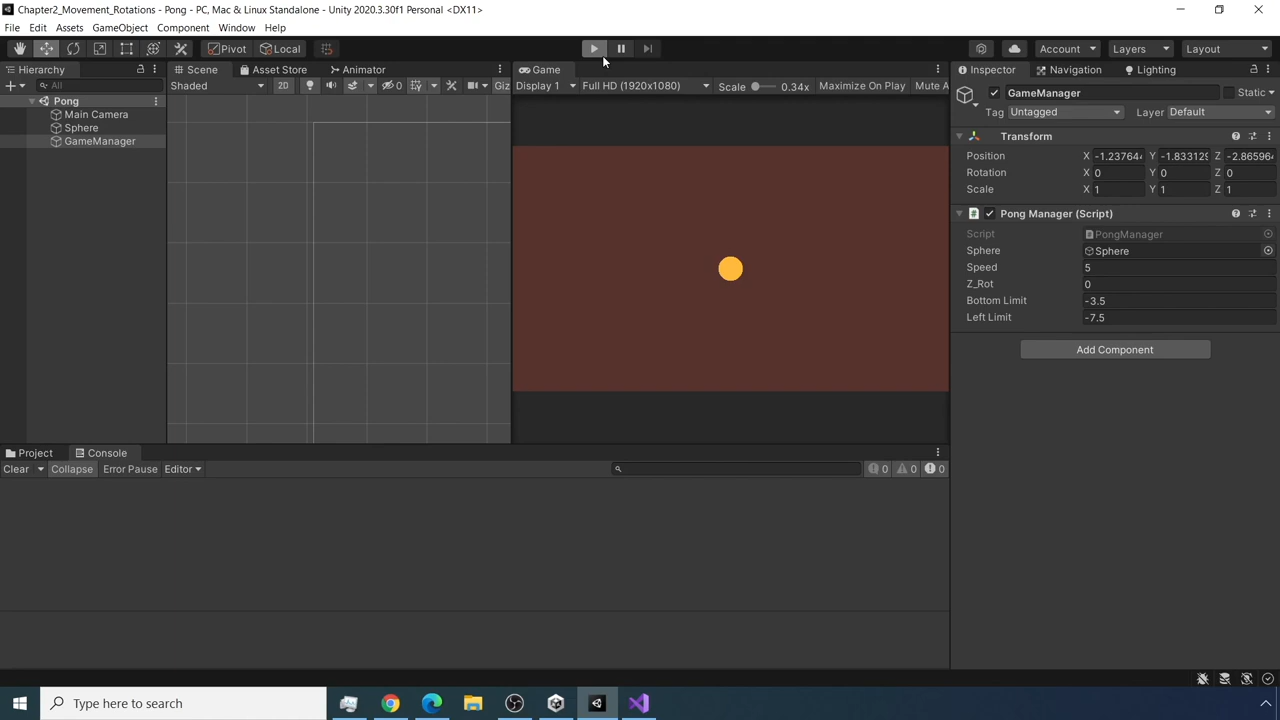 Chapter2_Movement_Rotations - Pong - PC, Mac & Linux Standalone - Unity 2020.3.30f1 Personal <DX11>
File Edit Assets GameObject Component Window Help
Pivot Local Account Layers Layout
Hierarchy Scene Asset Store Animator Game Inspector Navigation Lighting
All Shaded 2D 0 Giz Display 1 Full HD (1920x1080) Scale 0.34x Maximize On Play Mute A
Pong
Main Camera
Sphere
GameManager
GameManager Static
Tag Untagged Layer Default
Transform
Position X -1.23764 Y -1.833129 Z -2.86596
Rotation X 0 Y 0 Z 0
Scale X 1 Y 1 Z 1
Pong Manager (Script)
Script PongManager
Sphere Sphere
Speed 5
Z_Rot 0
Bottom Limit -3.5
Left Limit -7.5
Add Component
Project Console
Clear Collapse Error Pause Editor 0 0 0
Type here to search